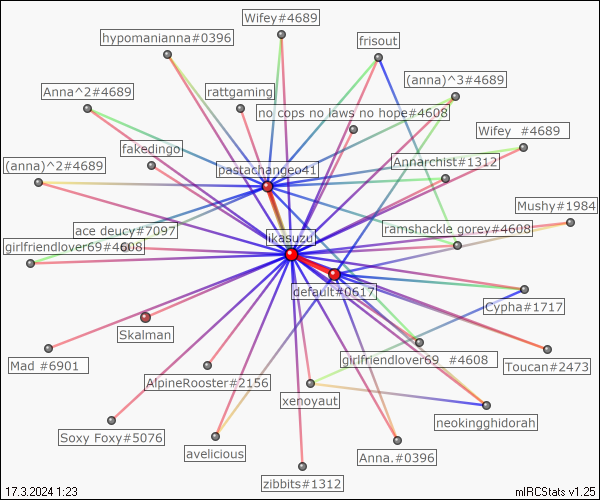 Wifey#4689
hypomanianna#0396
frisout
(anna)^3#4689
Anna^2#4689
rattgaming
no cops no laws no hope#4608
Wifey #4689
fakedingo
Annarchist#1312
(anna)^2#4689
pastachangeo41
Mushy#1984
ace deucy#7097
ikasuzu
ramshackle gorey#4608
girlfriendlover69#4608
default#0617
Cypha#1717
Skalman
girlfriendlover69 #4608
Mad #6901
Toucan#2473
AlpineRooster#2156
xenoyaut
neokingghidorah
Soxy Foxy#5076
avelicious
Anna.#0396
zibbits#1312
17.3.2024 1:23
mIRCStats v1.25